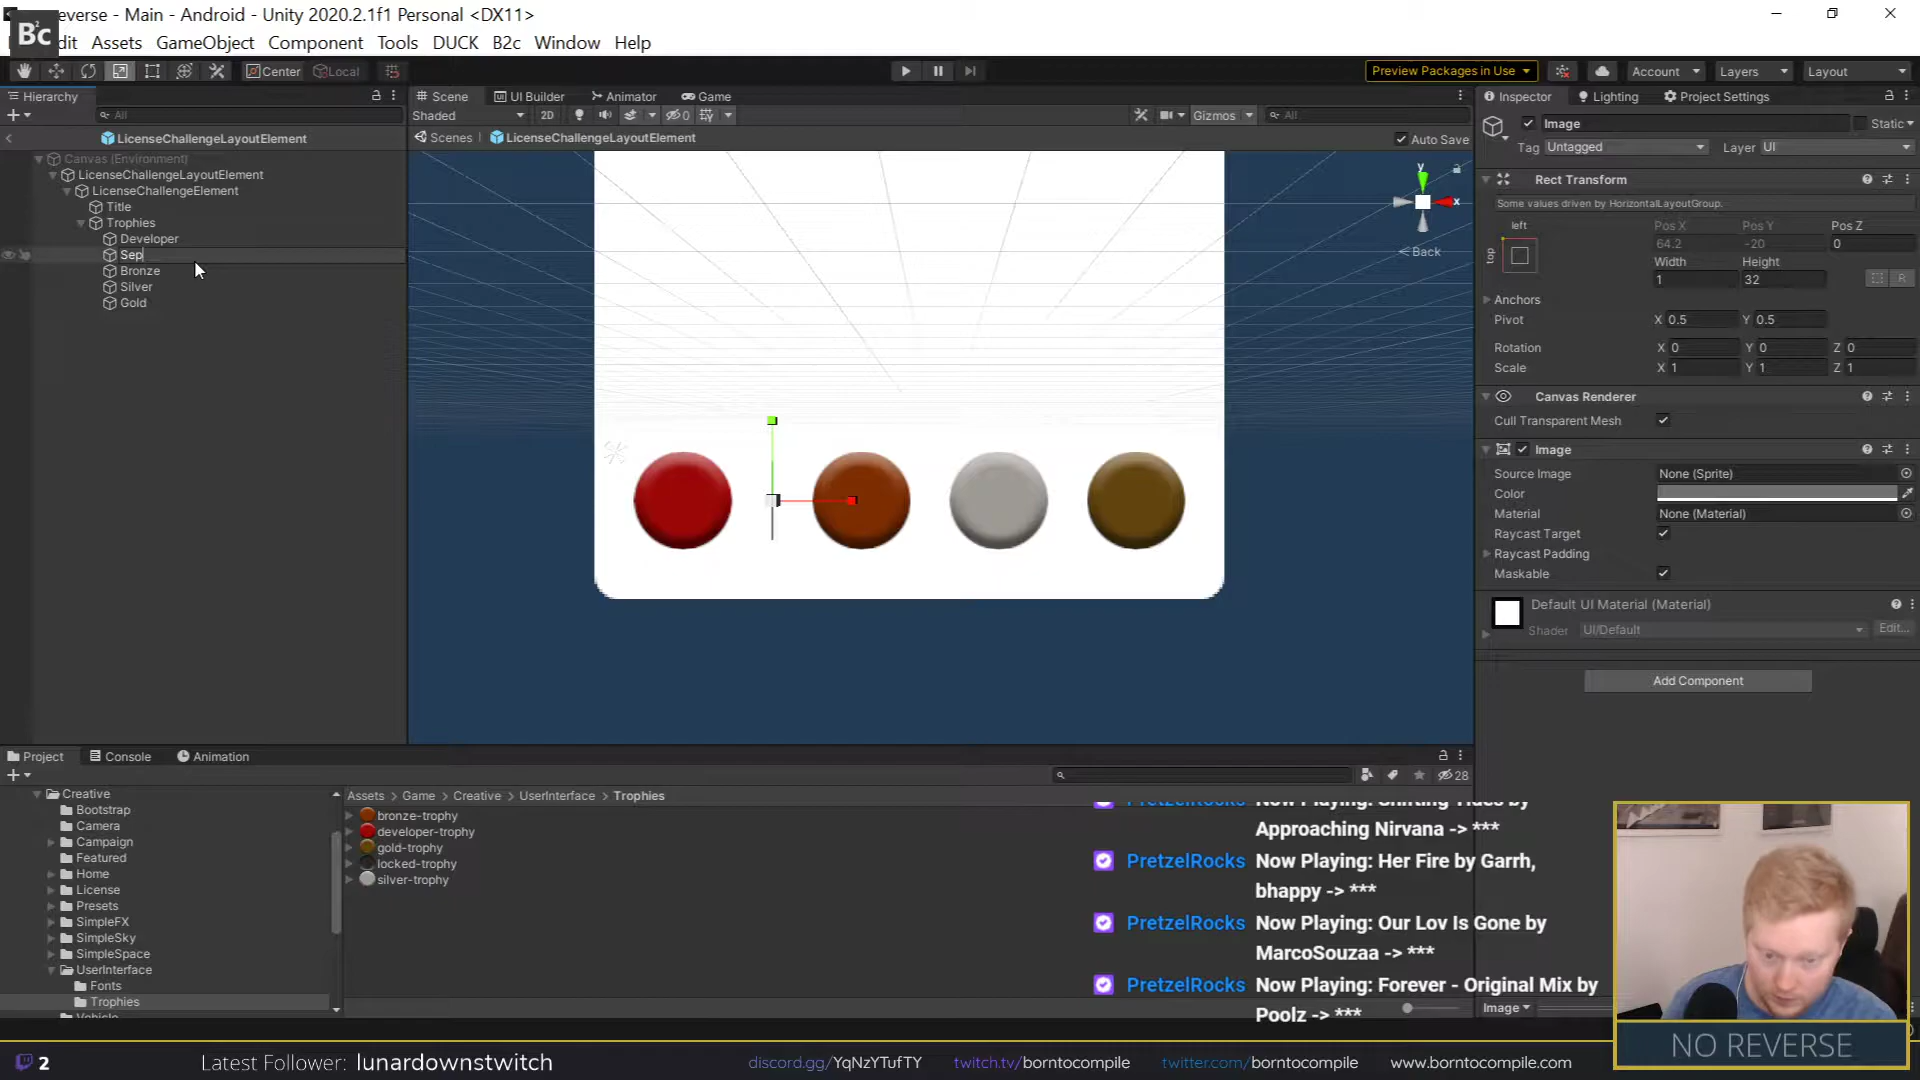 everse - Main - Android - Unity 2020.2.1f1 Personal <DX11>
Bc
2
dit Assets GameObject Component Tools DUCK B2c Window Help
Center Local
Preview Packages in Use Account Layers Layout
Hierarchy
All
LicenseChallengeLayoutElement
Canvas (Environment)
LicenseChallengeLayoutElement
LicenseChallengeElement
Title
Trophies
Developer
Sep
Bronze
Silver
Gold
Scene UI Builder Animator Game
Shaded 2D 0 Gizmos All
Scenes LicenseChallengeLayoutElement Auto Save
y
x
Back
Inspector Lighting Project Settings
Image Static
Tag Untagged Layer UI
Rect Transform
Some values driven by HorizontalLayoutGroup.
left
top
Pos X Pos Y Pos Z
64.2 -20 0
Width Height
1 32
R
Anchors
Pivot X 0.5 Y 0.5
Rotation X 0 Y 0 Z 0
Scale X 1 Y 1 Z 1
Canvas Renderer
Cull Transparent Mesh
Image
Source Image None (Sprite)
Color
Material None (Material)
Raycast Target
Raycast Padding
Maskable
Default UI Material (Material)
Shader UI/Default Edit...
Add Component
Project Console Animation
28
Creative
Bootstrap
Camera
Campaign
Featured
Home
License
Presets
SimpleFX
SimpleSky
SimpleSpace
UserInterface
Fonts
Trophies
Vehicle
Assets > Game > Creative > UserInterface > Trophies
bronze-trophy
developer-trophy
gold-trophy
locked-trophy
silver-trophy
PretzelRocks Now Playing: Shifting Tides by
Approaching Nirvana -> ***
PretzelRocks Now Playing: Her Fire by Garrh,
bhappy -> ***
PretzelRocks Now Playing: Our Lov Is Gone by
MarcoSouzaa -> ***
PretzelRocks Now Playing: Forever - Original Mix by
Poolz -> ***
Image
NO REVERSE
2 Latest Follower: lunardownstwitch discord.gg/YqNzYTufTY twitch.tv/borntocompile twitter.com/borntocompile www.borntocompile.com